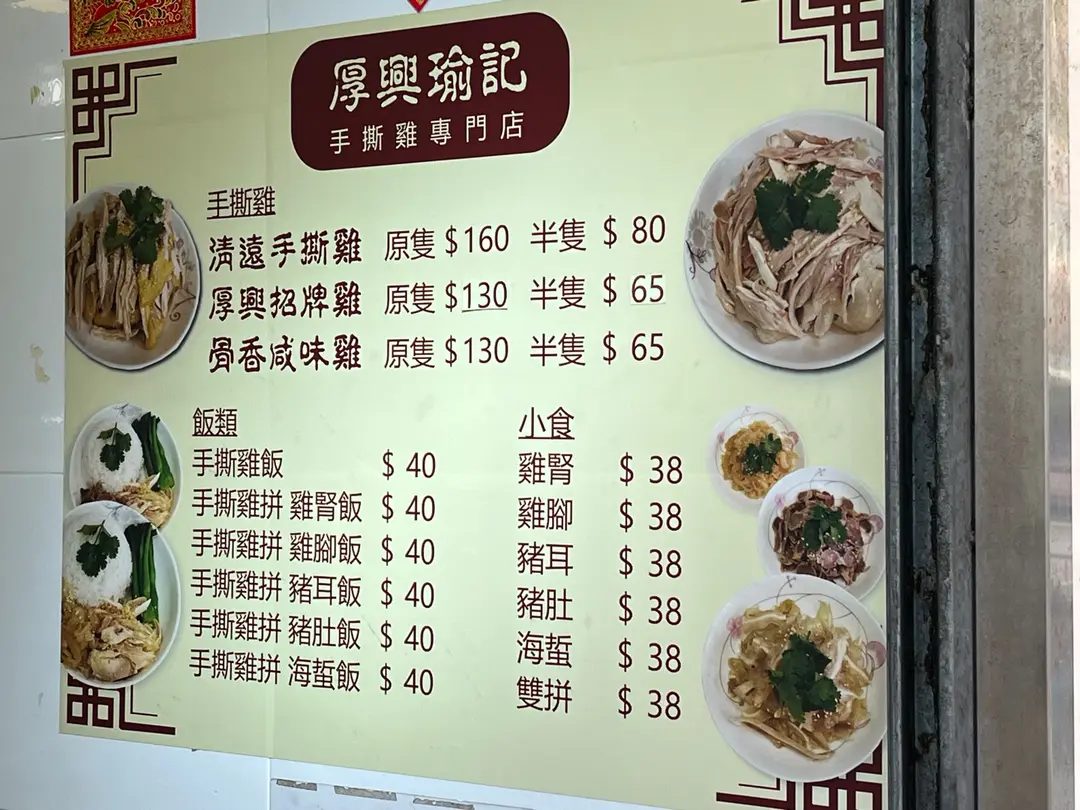 厚興瑜記
手撕雞專門店
手撕雞
清遠手撕雞 原隻 $160 半隻 $ 80
厚興招牌雞 原隻 $130 半隻 $ 65
骨香咸味雞 原隻 $130 半隻 $ 65
飯類
手撕雞飯 $ 40
手撕雞拼 雞腎飯 $ 40
手撕雞拼 雞腳飯 $ 40
手撕雞拼 豬耳飯 $ 40
手撕雞拼 豬肚飯 $ 40
手撕雞拼 海蜇飯 $ 40
小食
雞腎 $ 38
雞腳 $ 38
豬耳 $ 38
豬肚 $ 38
海蜇 $ 38
雙拼 $ 38